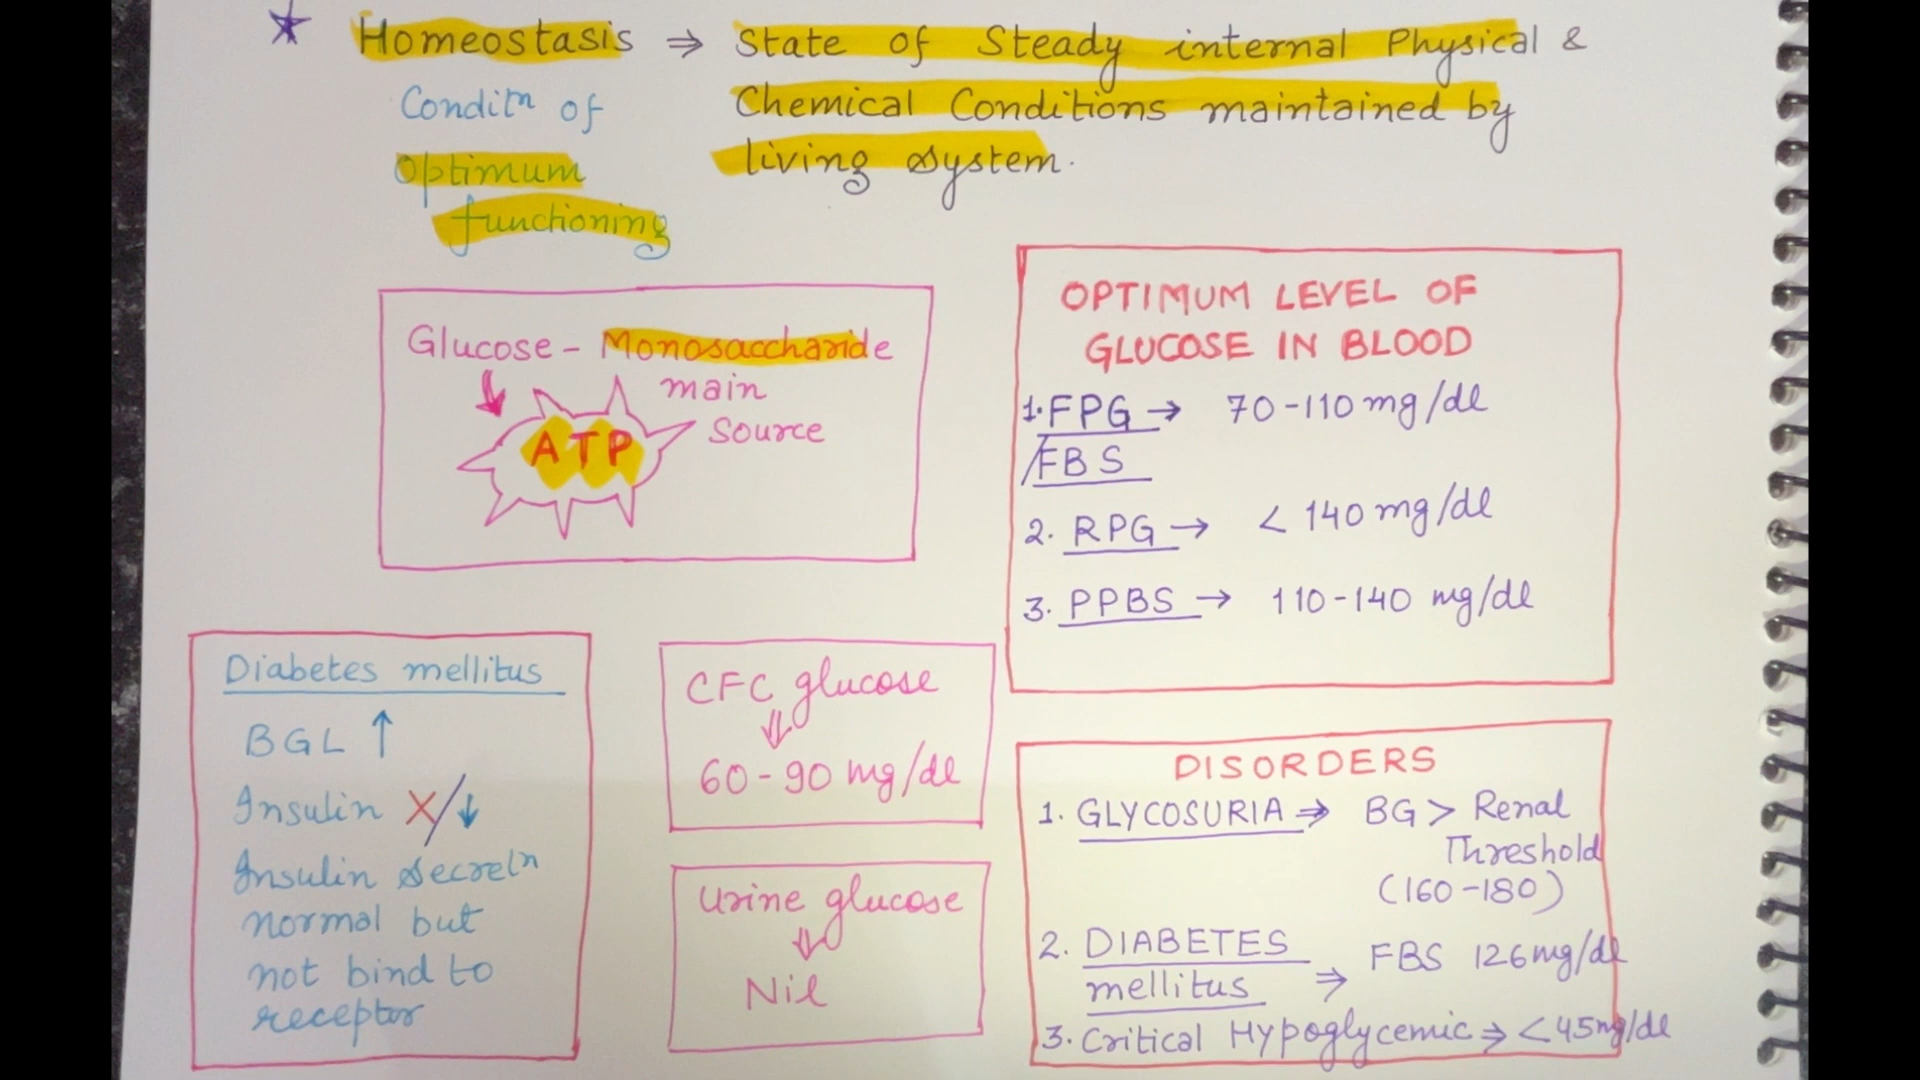 ★ Homeostasis ⇒ State of Steady internal Physical &
Chemical Conditions maintained by
living system.
Conditn of
Optimum
functioning
Glucose - Monosaccharide
main
source
ATP
OPTIMUM LEVEL OF
GLUCOSE IN BLOOD
1. FPG → 70-110 mg/dl
/FBS
2. RPG → < 140 mg/dl
3. PPBS → 110-140 mg/dl
Diabetes mellitus
BGL ↑
Insulin X/↓
Insulin secretn
normal but
not bind to
receptor
CFC glucose
⇓
60-90 mg/dl
Urine glucose
⇓
Nil
DISORDERS
1. GLYCOSURIA ⇒ BG > Renal
Threshold
(160-180)
2. DIABETES
mellitus ⇒ FBS 126mg/dl
3. Critical Hypoglycemic ⇒ <45mg/dl